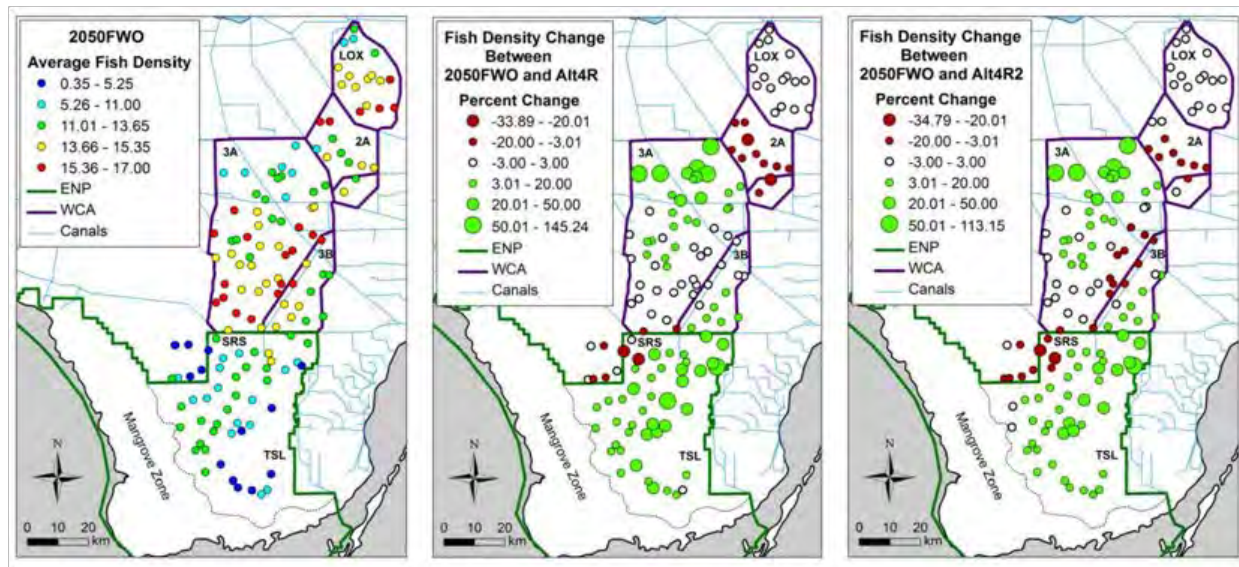 2050FWO
Average Fish Density
0.35 - 5.25
5.26 - 11.00
11.01 - 13.65
13.66 - 15.35
15.36 - 17.00
ENP
WCA
Canals
LOX
2A
3A
3B
SRS
TSL
Mangrove Zone
N
0 10 20
km
Fish Density Change
Between
2050FWO and Alt4R
Percent Change
-33.89 - -20.01
-20.00 - -3.01
-3.00 - 3.00
3.01 - 20.00
20.01 - 50.00
50.01 - 145.24
ENP
WCA
Canals
LOX
2A
3A
3B
SRS
TSL
Mangrove Zone
N
0 10 20
km
Fish Density Change
Between
2050FWO and Alt4R2
Percent Change
-34.79 - -20.01
-20.00 - -3.01
-3.00 - 3.00
3.01 - 20.00
20.01 - 50.00
50.01 - 113.15
ENP
WCA
Canals
LOX
2A
3A
3B
SRS
TSL
Mangrove Zone
N
0 10 20
km